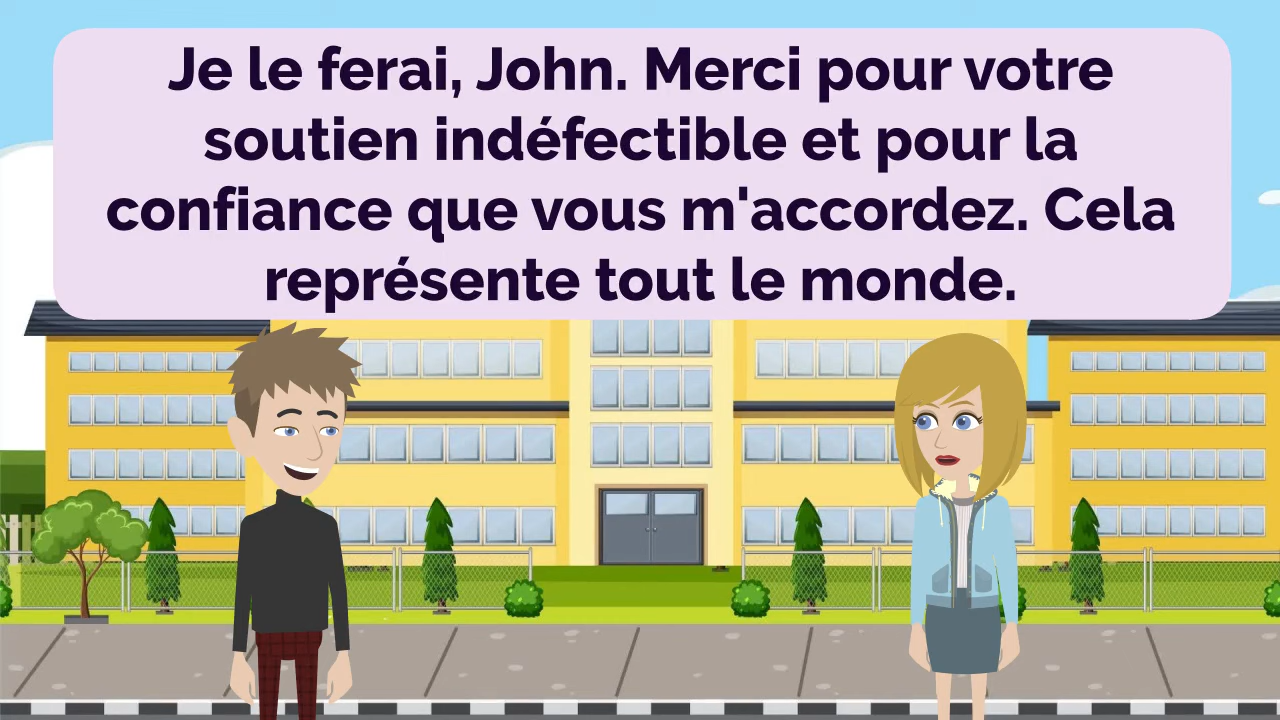 Je le ferai, John. Merci pour votre
soutien indéfectible et pour la
confiance que vous m'accordez. Cela
représente tout le monde.